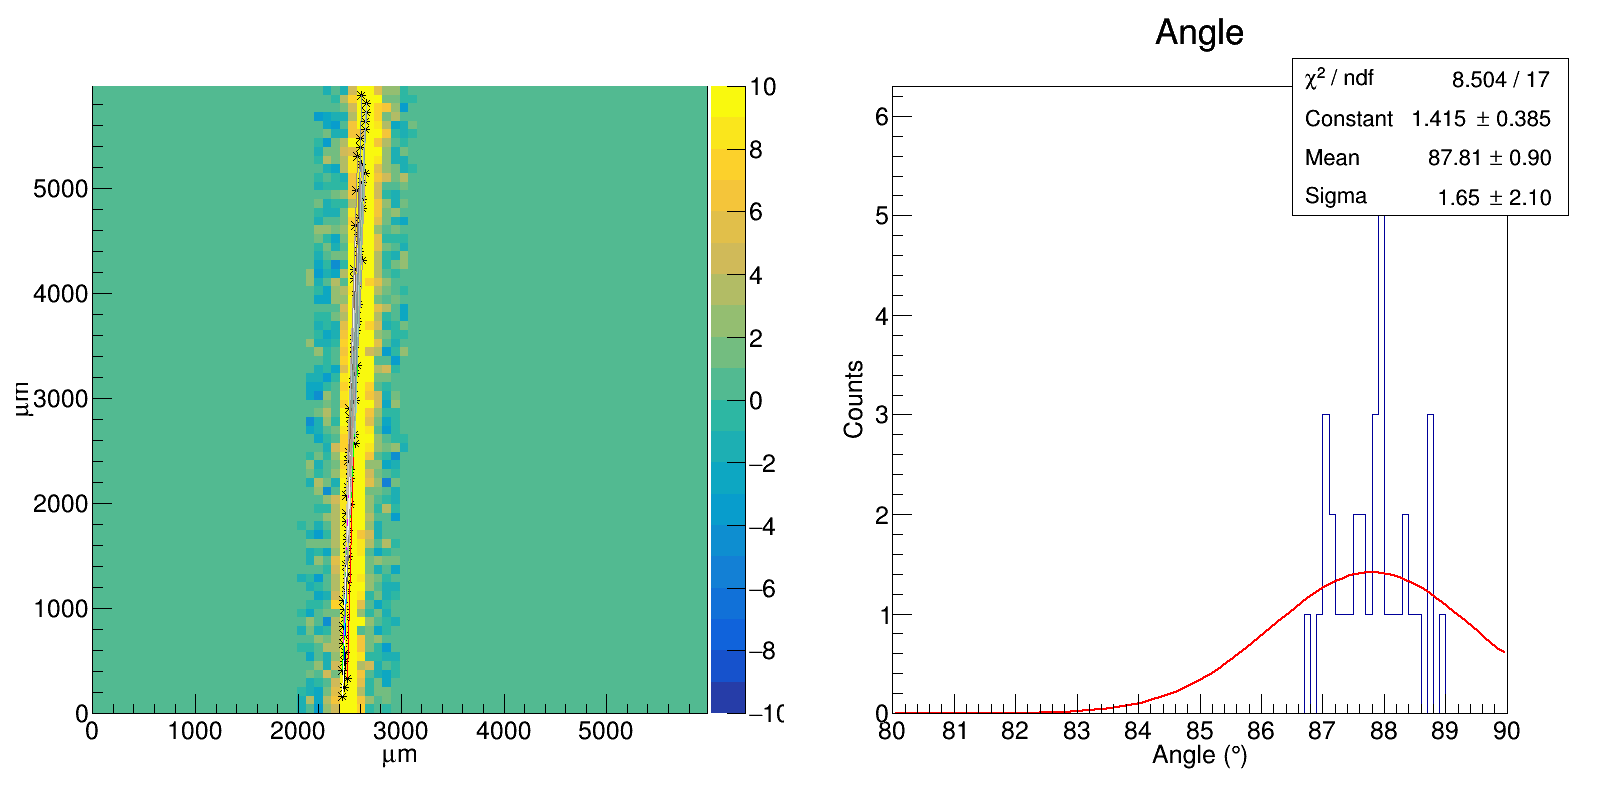 Angle
χ² / ndf 8.504 / 17
Constant 1.415 ± 0.385
Mean 87.81 ± 0.90
Sigma 1.65 ± 2.10
μm
5000
4000
3000
2000
1000
0
0 1000 2000 3000 4000 5000
μm
10
8
6
4
2
0
−2
−4
−6
−8
−10
Counts
6
5
4
3
2
1
0
80 81 82 83 84 85 86 87 88 89 90
Angle (°)